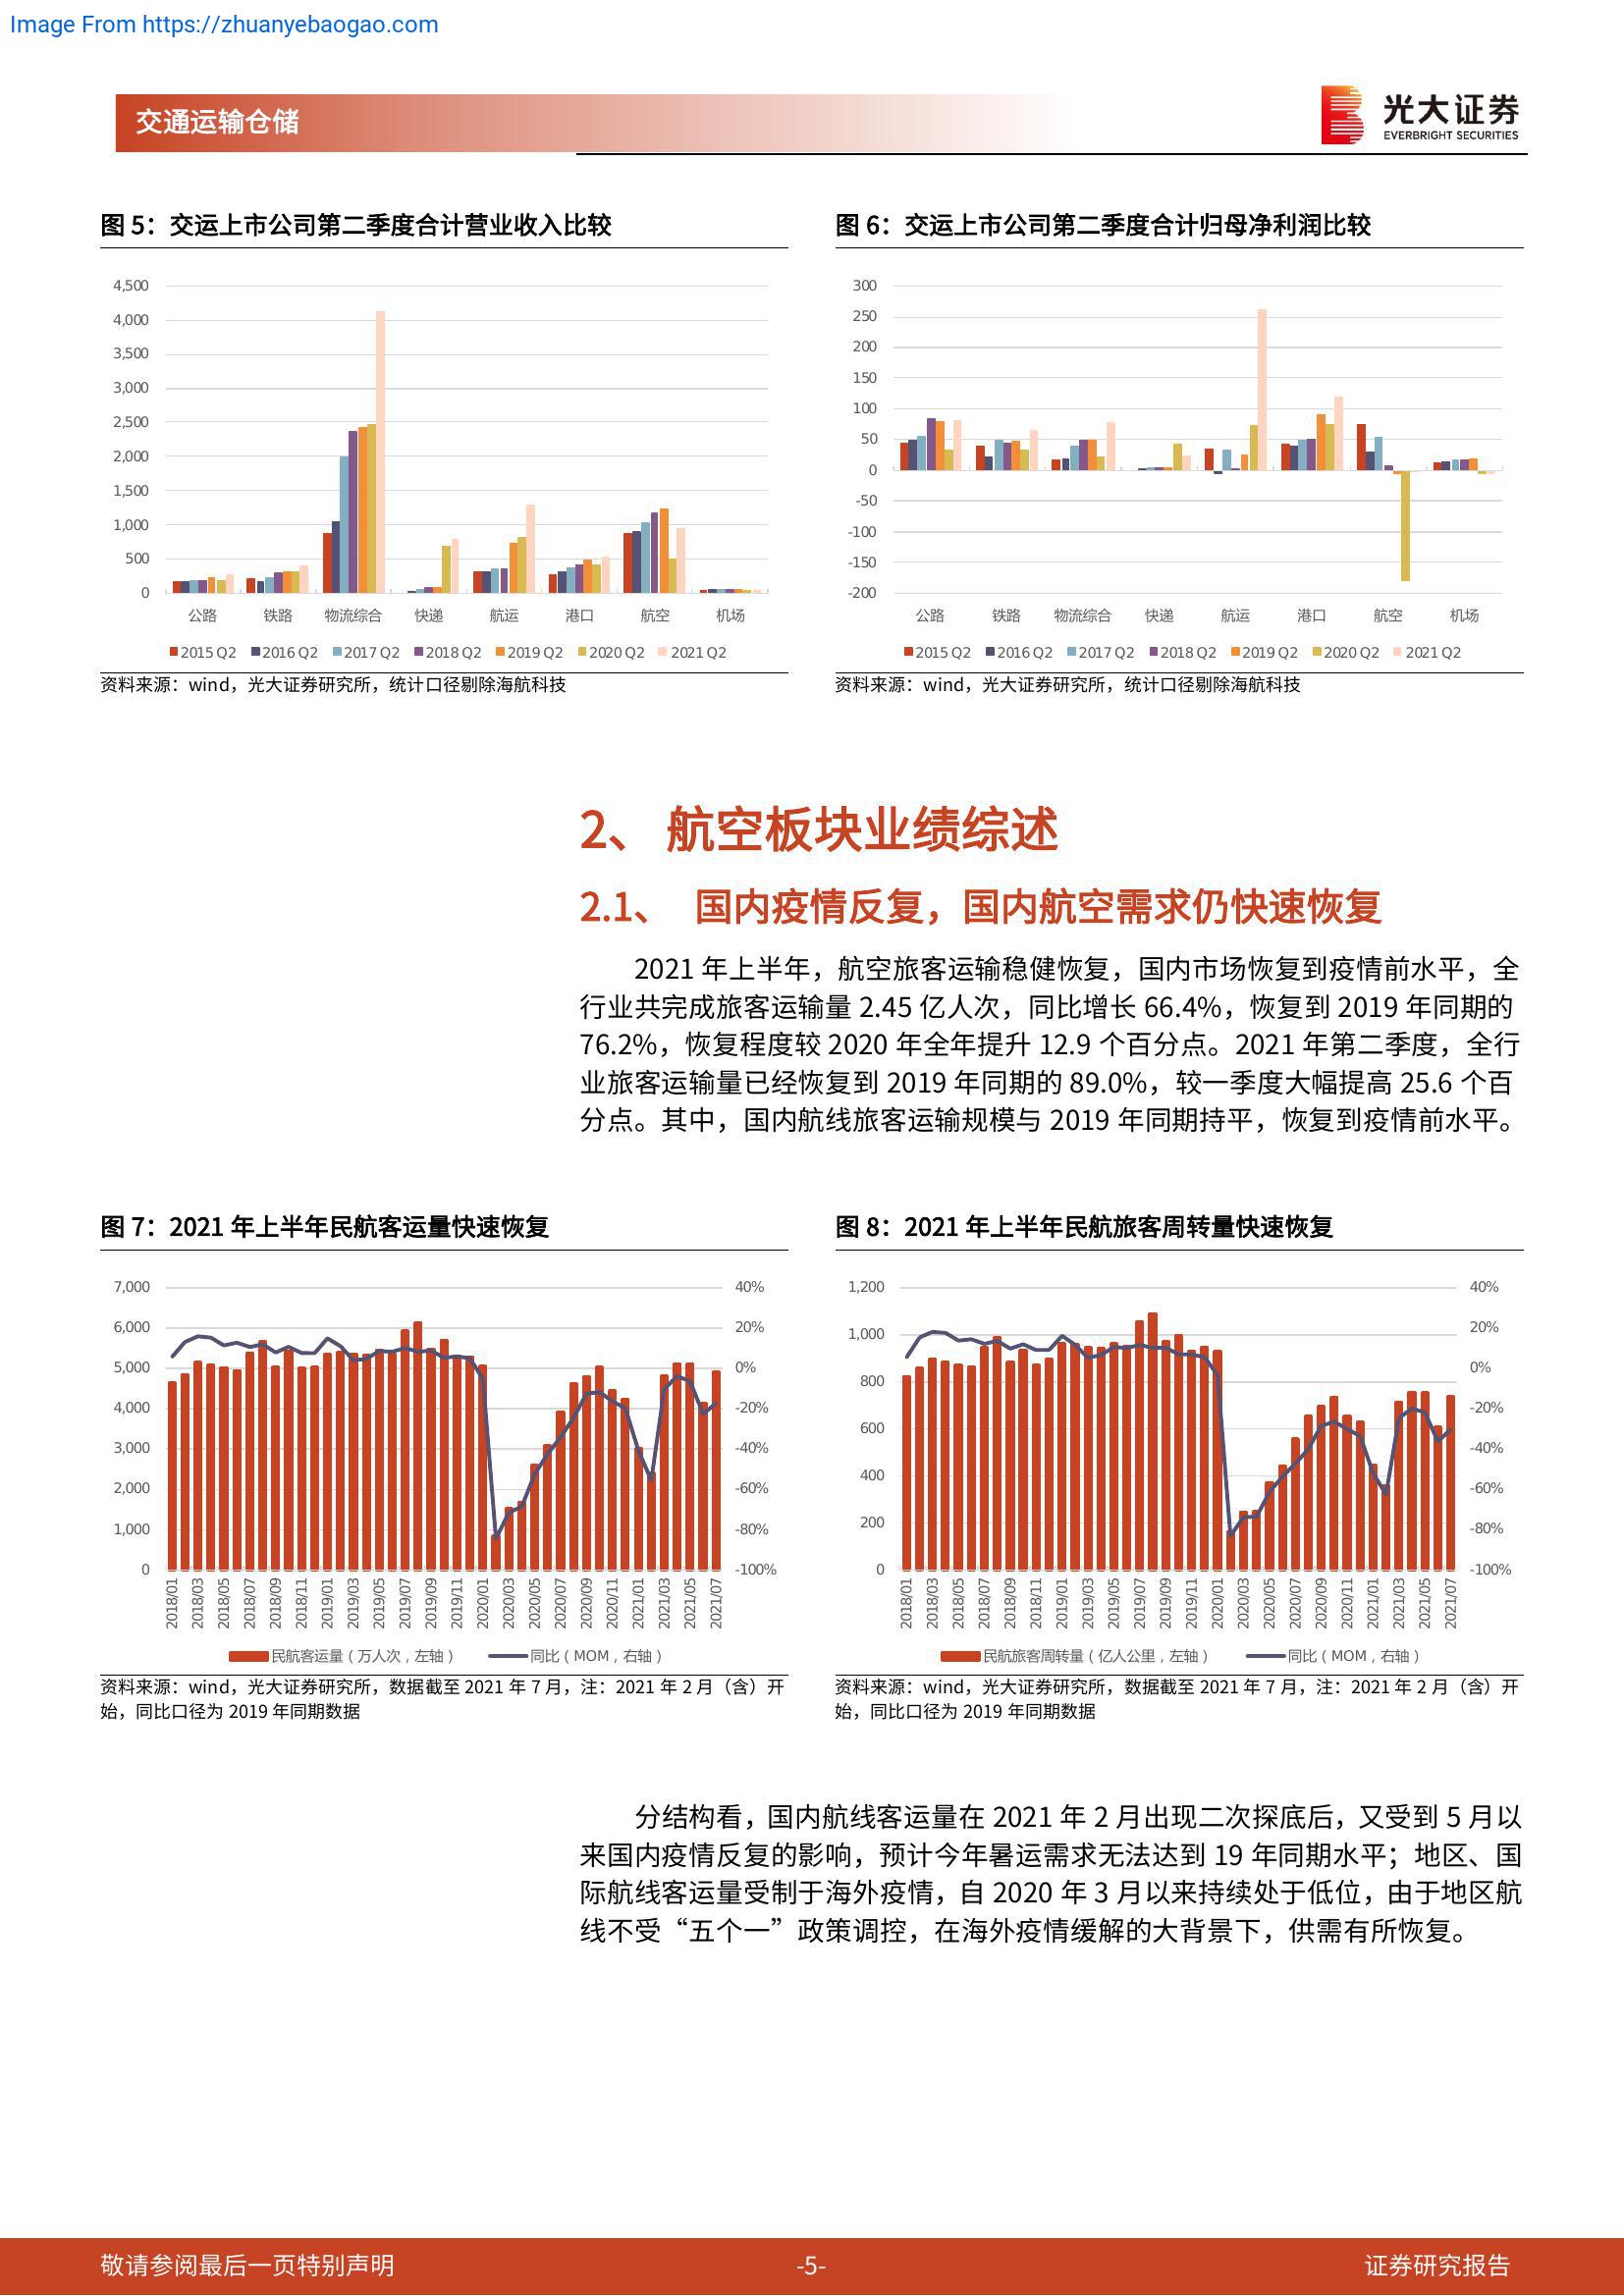 Image From https://zhuanyebaogao.com
交通运输仓储
光大证券
EVERBRIGHT SECURITIES
图 5：交运上市公司第二季度合计营业收入比较
4,500
4,000
3,500
3,000
2,500
2,000
1,500
1,000
500
0
公路 铁路 物流综合 快递 航运 港口 航空 机场
2015 Q2 2016 Q2 2017 Q2 2018 Q2 2019 Q2 2020 Q2 2021 Q2
资料来源：wind，光大证券研究所，统计口径剔除海航科技
图 6：交运上市公司第二季度合计归母净利润比较
300
250
200
150
100
50
0
-50
-100
-150
-200
公路 铁路 物流综合 快递 航运 港口 航空 机场
2015 Q2 2016 Q2 2017 Q2 2018 Q2 2019 Q2 2020 Q2 2021 Q2
资料来源：wind，光大证券研究所，统计口径剔除海航科技
2、 航空板块业绩综述
2.1、 国内疫情反复，国内航空需求仍快速恢复
2021 年上半年，航空旅客运输稳健恢复，国内市场恢复到疫情前水平，全
行业共完成旅客运输量 2.45 亿人次，同比增长 66.4%，恢复到 2019 年同期的
76.2%，恢复程度较 2020 年全年提升 12.9 个百分点。2021 年第二季度，全行
业旅客运输量已经恢复到 2019 年同期的 89.0%，较一季度大幅提高 25.6 个百
分点。其中，国内航线旅客运输规模与 2019 年同期持平，恢复到疫情前水平。
图 7：2021 年上半年民航客运量快速恢复
7,000 40%
6,000 20%
5,000 0%
4,000 -20%
3,000 -40%
2,000 -60%
1,000 -80%
0 -100%
2018/01 2018/03 2018/05 2018/07 2018/09 2018/11 2019/01 2019/03 2019/05 2019/07 2019/09 2019/11 2020/01 2020/03 2020/05 2020/07 2020/09 2020/11 2021/01 2021/03 2021/05 2021/07
民航客运量（万人次，左轴） 同比（MOM，右轴）
资料来源：wind，光大证券研究所，数据截至 2021 年 7 月，注：2021 年 2 月（含）开
始，同比口径为 2019 年同期数据
图 8：2021 年上半年民航旅客周转量快速恢复
1,200 40%
1,000 20%
800 0%
600 -20%
400 -40%
200 -60%
0 -80%
-100%
2018/01 2018/03 2018/05 2018/07 2018/09 2018/11 2019/01 2019/03 2019/05 2019/07 2019/09 2019/11 2020/01 2020/03 2020/05 2020/07 2020/09 2020/11 2021/01 2021/03 2021/05 2021/07
民航旅客周转量（亿人公里，左轴） 同比（MOM，右轴）
资料来源：wind，光大证券研究所，数据截至 2021 年 7 月，注：2021 年 2 月（含）开
始，同比口径为 2019 年同期数据
分结构看，国内航线客运量在 2021 年 2 月出现二次探底后，又受到 5 月以
来国内疫情反复的影响，预计今年暑运需求无法达到 19 年同期水平；地区、国
际航线客运量受制于海外疫情，自 2020 年 3 月以来持续处于低位，由于地区航
线不受“五个一”政策调控，在海外疫情缓解的大背景下，供需有所恢复。
敬请参阅最后一页特别声明 -5- 证券研究报告